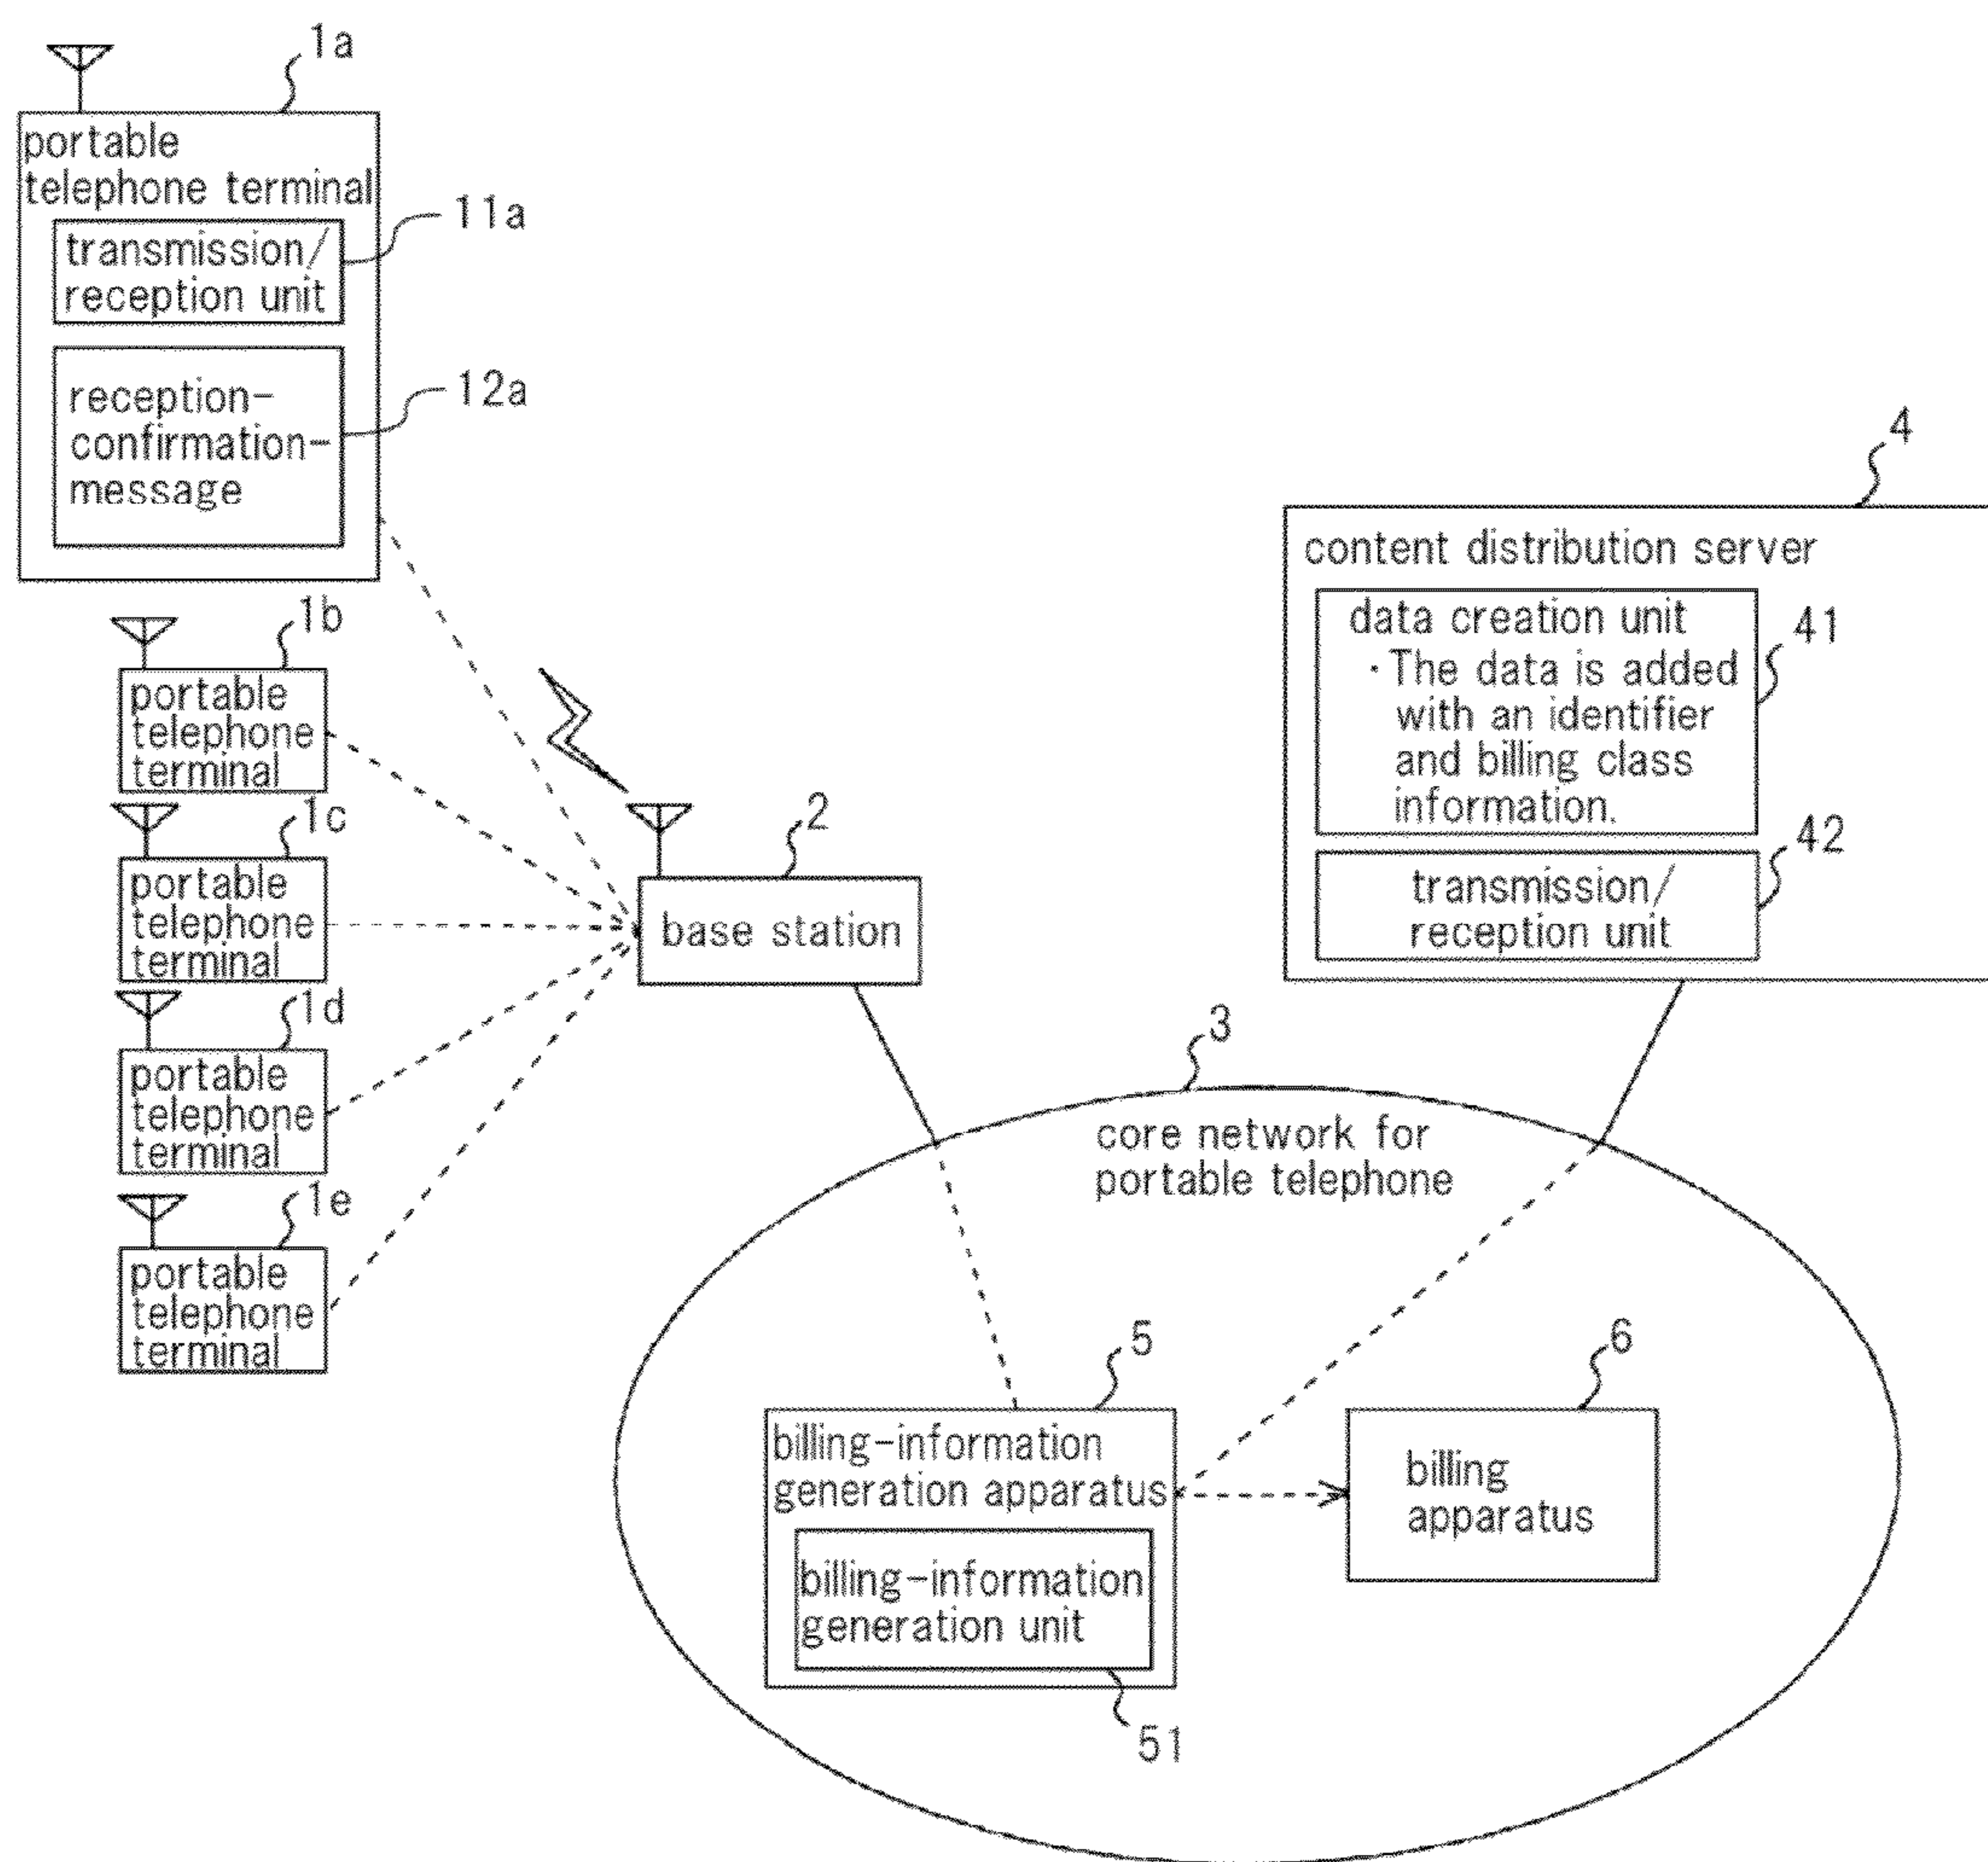 1a
portable
telephone terminal
11a
transmission/
reception unit
12a
reception-
confirmation-
message
1b
portable
telephone
terminal
1c
portable
telephone
terminal
1d
portable
telephone
terminal
1e
portable
telephone
terminal
2
base station
4
content distribution server
41
data creation unit
・The data is added
with an identifier
and billing class
information.
42
transmission/
reception unit
3
core network for
portable telephone
5
billing-information
generation apparatus
billing-information
generation unit
51
6
billing
apparatus